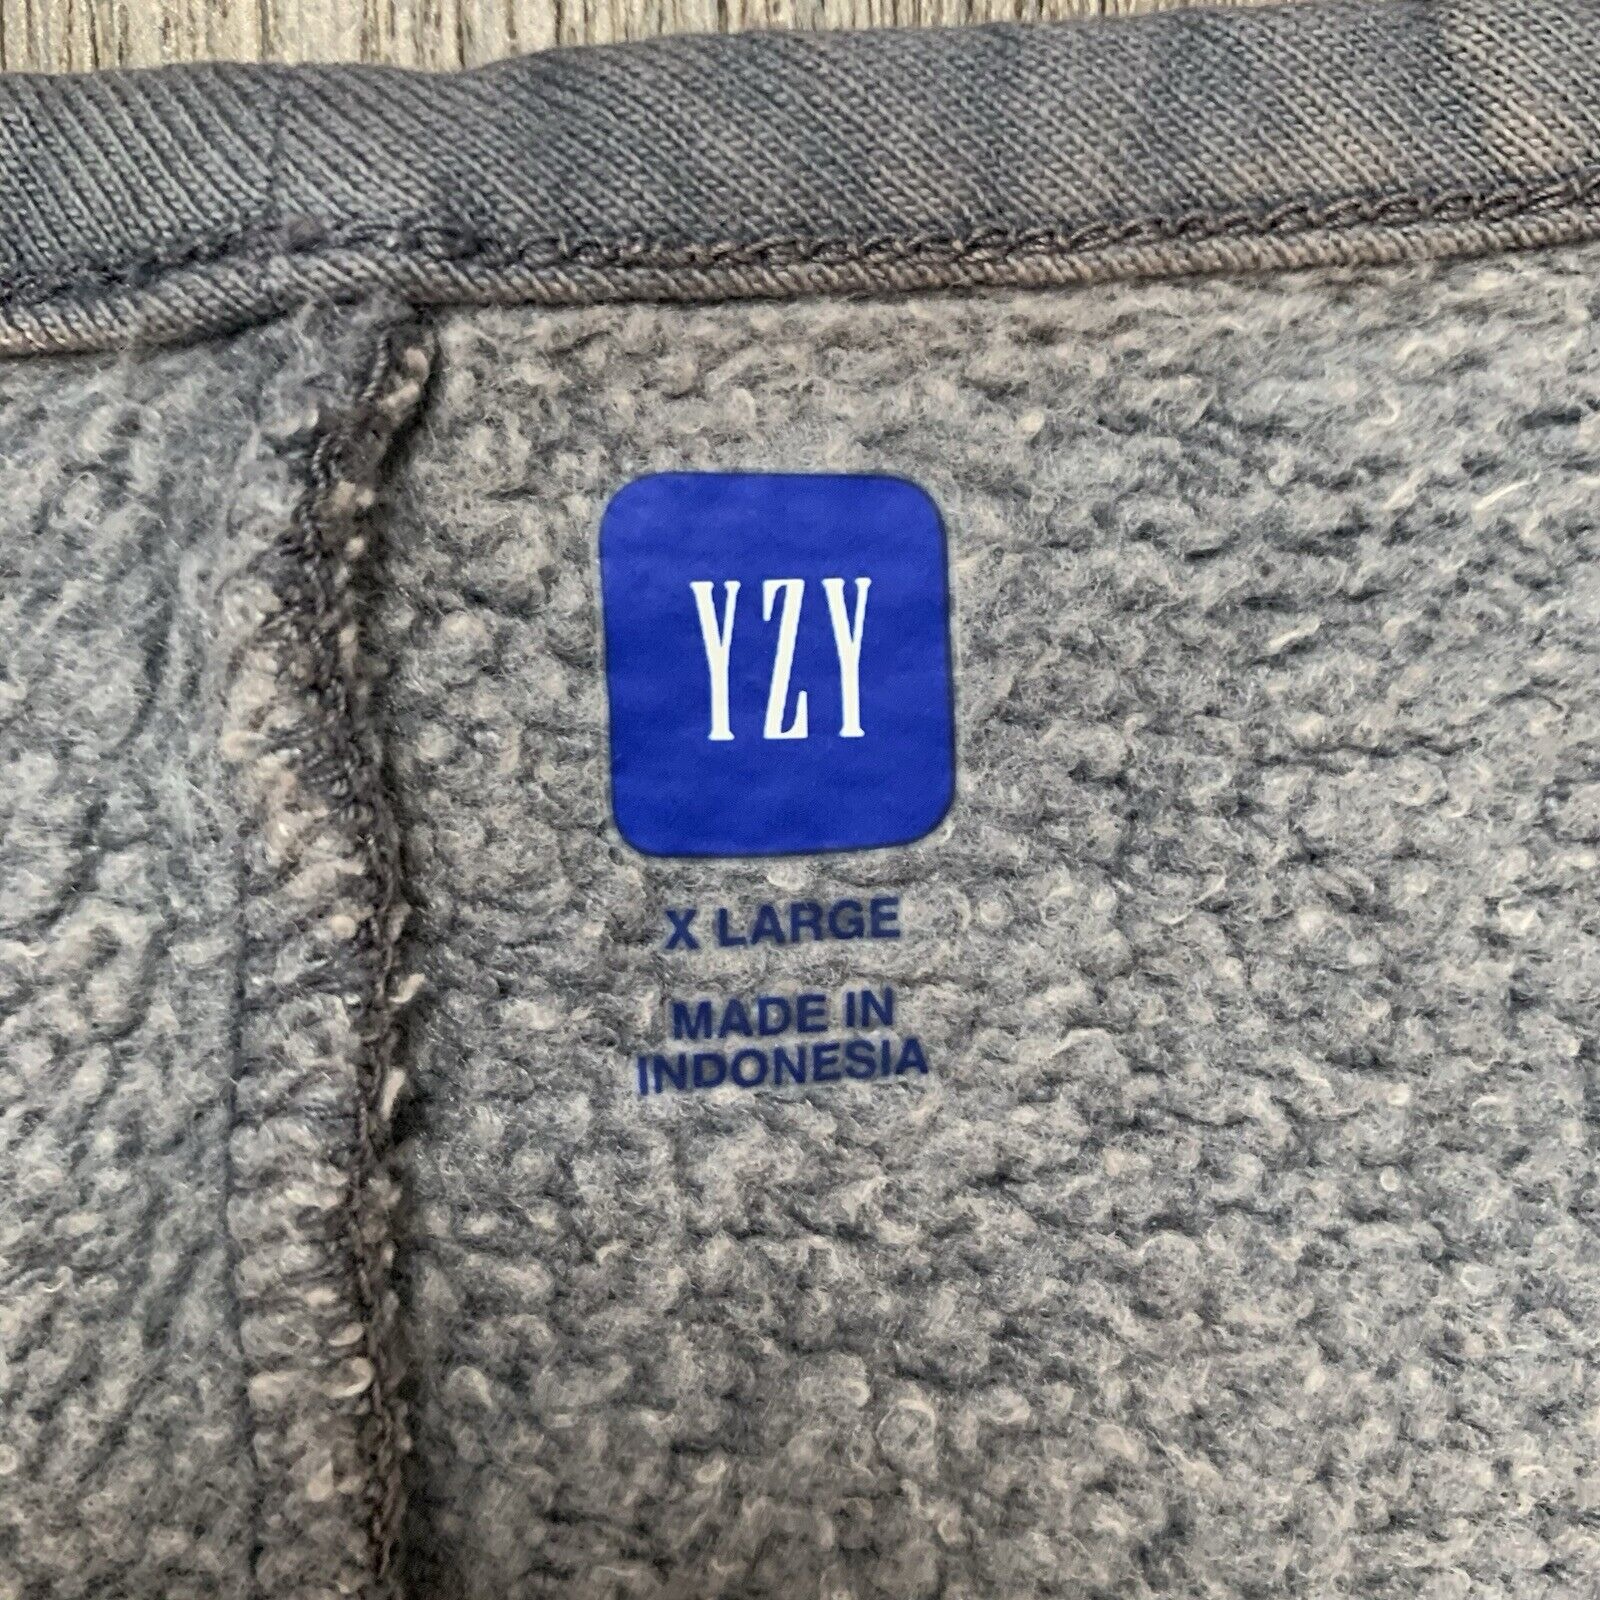 YZY
X LARGE
MADE IN
INDONESIA